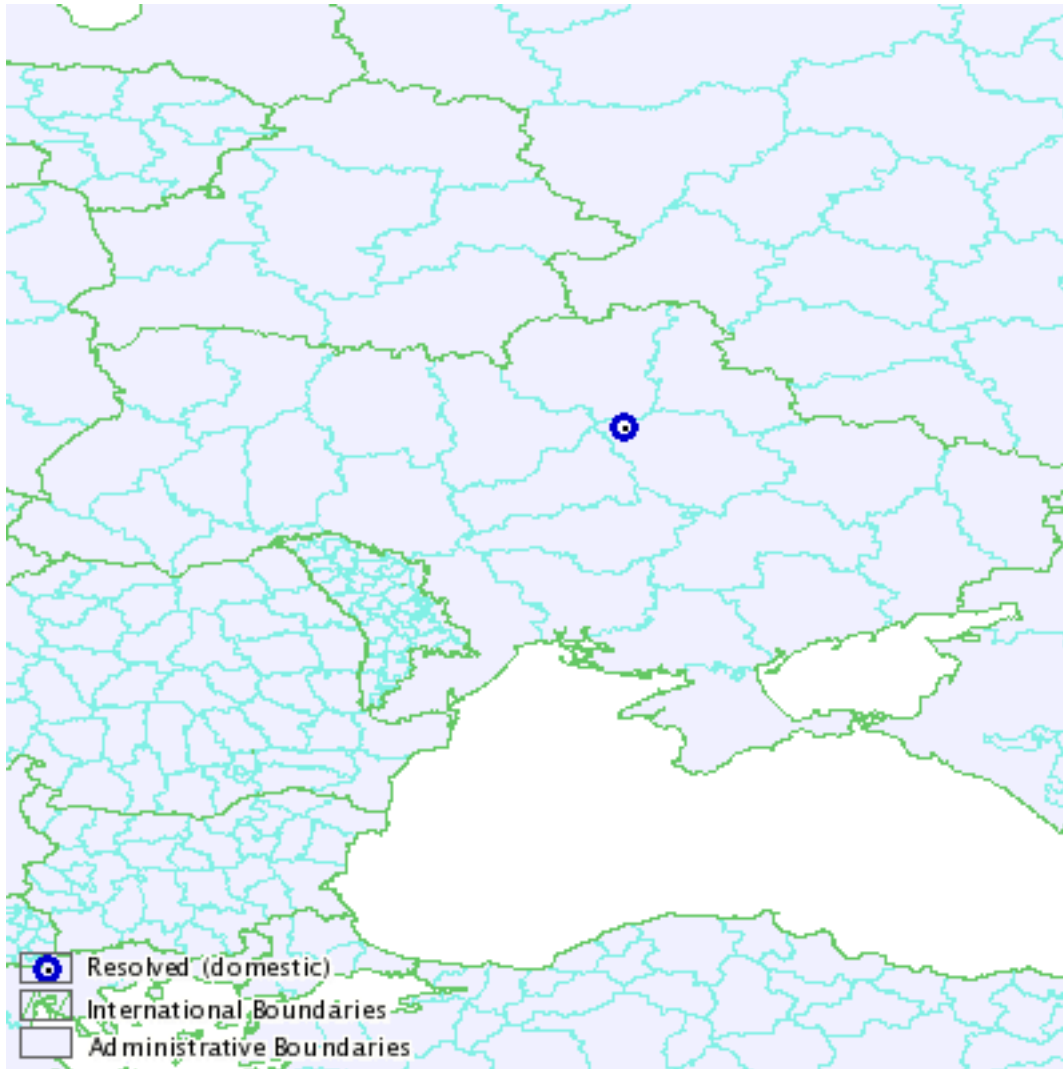 Resolved (domestic)
International Boundaries
Administrative Boundaries